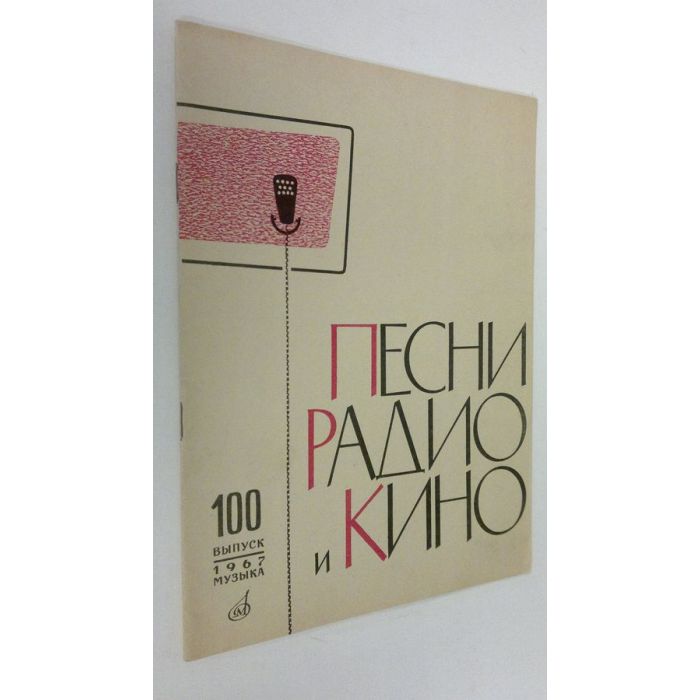 ПЕСНИ
РАДИО
и КИНО
100
ВЫПУСК
1967
МУЗЫКА